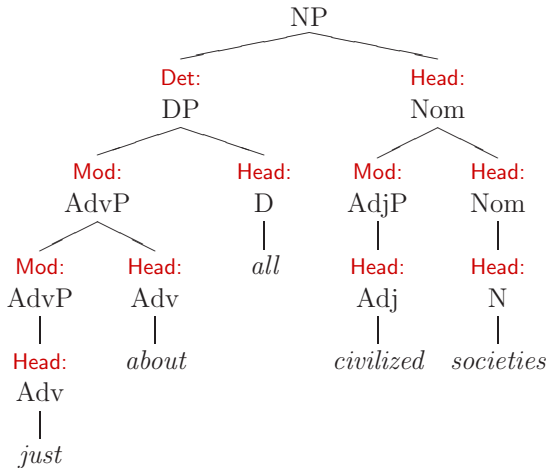 NP
Det: Head:
DP Nom
Mod: Head: Mod: Head:
AdvP D AdjP Nom
Mod: Head: all Head: Head:
AdvP Adv Adj N
Head: about civilized societies
Adv
just